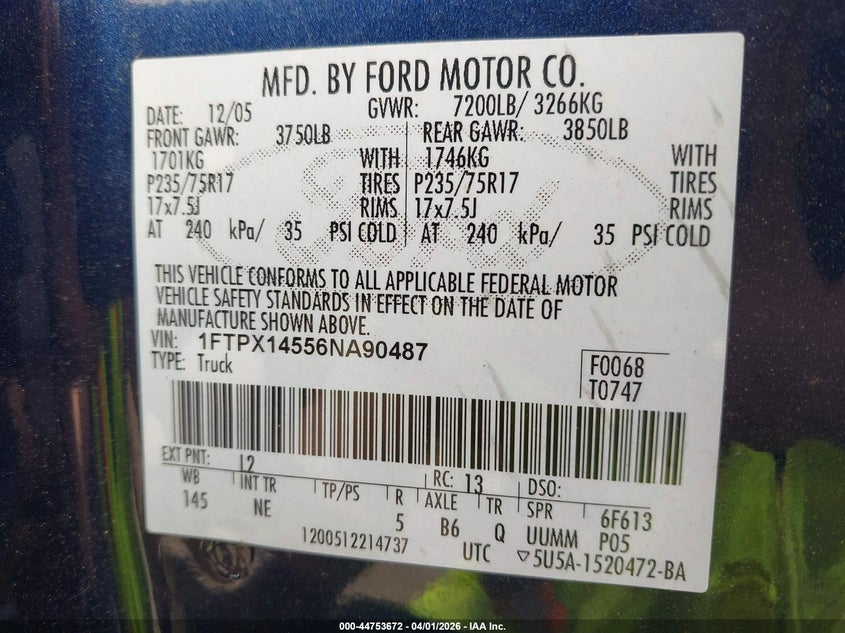 MFD. BY FORD MOTOR CO.
DATE: 12/05 GVWR: 7200LB/ 3266KG
FRONT GAWR: 3750LB REAR GAWR: 3850LB
1701KG WITH 1746KG WITH
P235/75R17 TIRES P235/75R17 TIRES
17x7.5J RIMS 17x7.5J RIMS
AT 240 kPa/ 35 PSI COLD AT 240 kPa/ 35 PSI COLD
THIS VEHICLE CONFORMS TO ALL APPLICABLE FEDERAL MOTOR
VEHICLE SAFETY STANDARDS IN EFFECT ON THE DATE OF
MANUFACTURE SHOWN ABOVE.
VIN: 1FTPX14556NA90487
TYPE: Truck
F0068
T0747
EXT PNT: 12 RC: 13 DSO:
WB INT TR TP/PS R AXLE TR SPR 6F613
145 NE 5 B6 Q UUMM P05
1200512214737 UTC ▽5U5A-1520472-BA
000-44753672 - 04/01/2026 - IAA Inc.